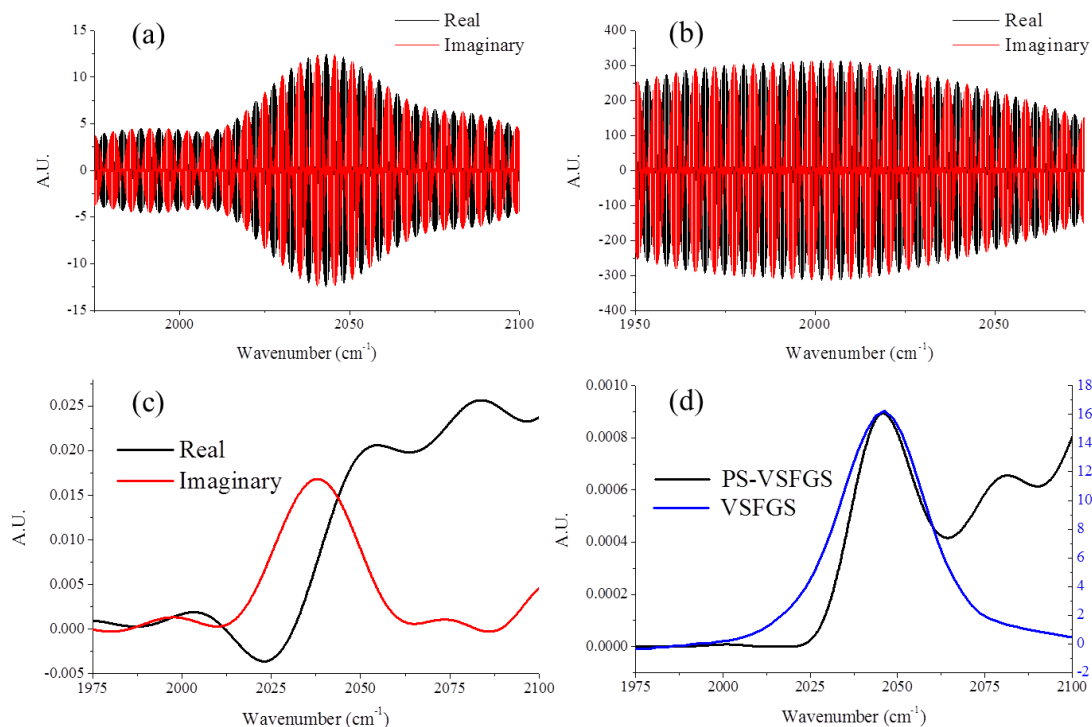 (a)
Real
Imaginary
15
10
5
0
-5
-10
-15
2000
2050
2100
A.U.
Wavenumber (cm⁻¹)
(b)
Real
Imaginary
400
300
200
100
0
-100
-200
-300
-400
1950
2000
2050
A.U.
Wavenumber (cm⁻¹)
(c)
Real
Imaginary
0.025
0.020
0.015
0.010
0.005
0.000
-0.005
1975
2000
2025
2050
2075
2100
A.U.
Wavenumber (cm⁻¹)
(d)
PS-VSFGS
VSFGS
0.0010
0.0008
0.0006
0.0004
0.0002
0.0000
18
16
14
12
10
8
6
4
2
0
-2
1975
2000
2025
2050
2075
2100
A.U.
Wavenumber (cm⁻¹)